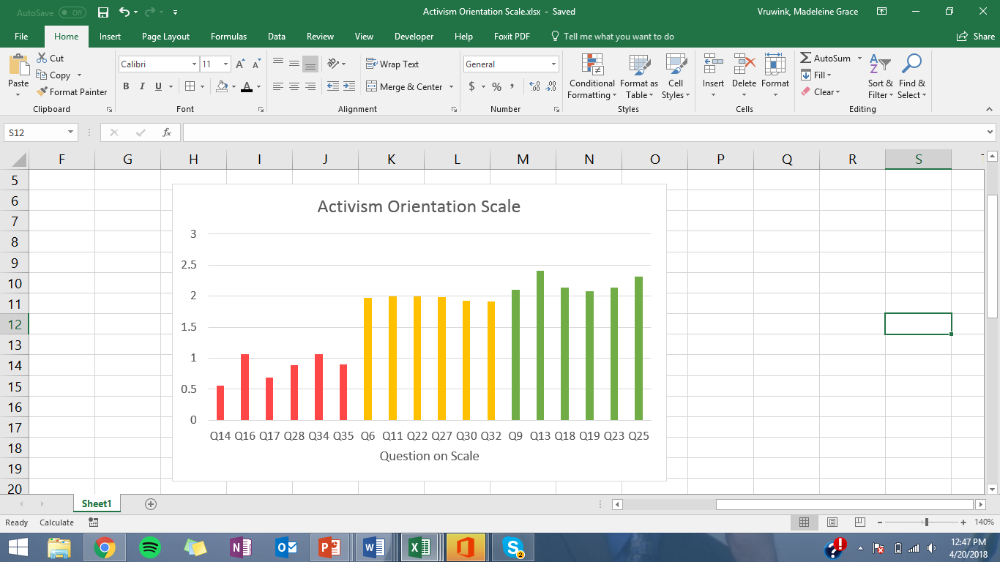 AutoSave Off
Activism Orientation Scale.xlsx - Saved
Vruwink, Madeleine Grace
File Home Insert Page Layout Formulas Data Review View Developer Help Foxit PDF Tell me what you want to do Share
Paste
Cut
Copy
Format Painter
Clipboard
Calibri 11
B I U A
Font
Wrap Text
Merge & Center
Alignment
General
$ % ,
Number
Conditional Formatting
Format as Table
Cell Styles
Styles
Insert Delete Format
Cells
AutoSum
Fill
Clear
Sort & Filter
Find & Select
Editing
S12
fx
F G H I J K L M N O P Q R S
5
6
7
8
9
10
11
12
13
14
15
16
17
18
19
20
Activism Orientation Scale
3
2.5
2
1.5
1
0.5
0
Q14 Q16 Q17 Q28 Q34 Q35 Q6 Q11 Q22 Q27 Q30 Q32 Q9 Q13 Q18 Q19 Q23 Q25
Question on Scale
Sheet1
Ready Calculate
140%
12:47 PM
4/20/2018